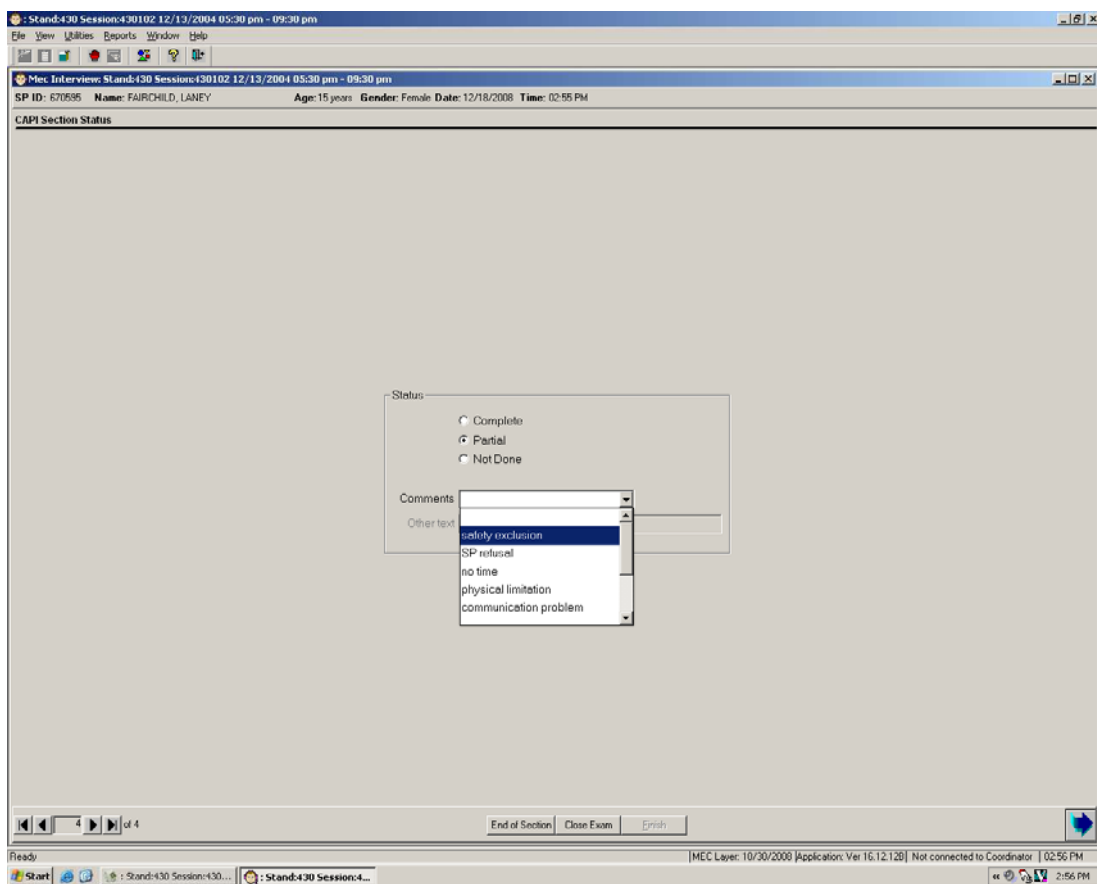 : Stand:430 Session:430102 12/13/2004 05:30 pm - 09:30 pm
File View Utilities Reports Window Help
Mec Interview: Stand:430 Session:430102 12/13/2004 05:30 pm - 09:30 pm
SP ID: 670595 Name: FAIRCHILD, LANEY Age: 15 years Gender: Female Date: 12/18/2008 Time: 02:55 PM
CAPI Section Status
Status
Complete
Partial
Not Done
Comments
Other text
safety exclusion
SP refusal
no time
physical limitation
communication problem
4 of 4
End of Section Close Exam Finish
Ready MEC Layer: 10/30/2008 Application: Ver 16.12.128 Not connected to Coordinator 02:56 PM
Start : Stand:430 Session:430... : Stand:430 Session:4... 2:56 PM